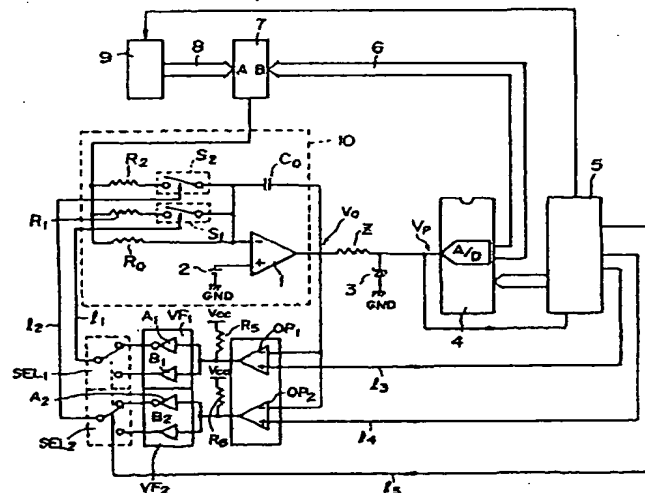 9
8
7
A B
6
10
5
R2
S2
C0
R1
S1
V0
Z
VP
R0
2
GND
1
3
GND
A/D
4
l2
l1
A1
VF1
VCC
R5
OP1
SEL1
B1
VCC
l3
A2
OP2
B2
SEL2
R6
l4
VF2
l5